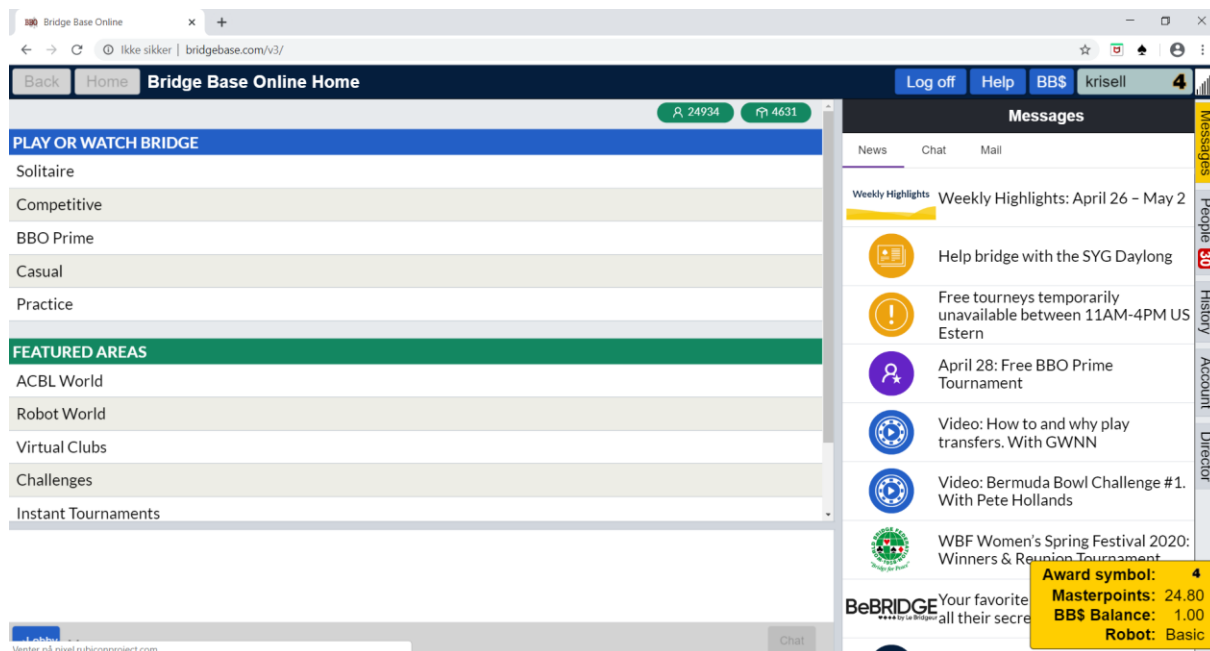 Bridge Base Online
Ikke sikker | bridgebase.com/v3/
Back Home Bridge Base Online Home Log off Help BB$ krisell 4
24934 4631
PLAY OR WATCH BRIDGE
Solitaire
Competitive
BBO Prime
Casual
Practice
FEATURED AREAS
ACBL World
Robot World
Virtual Clubs
Challenges
Instant Tournaments
Lobby
Chat
Venter på pixel.rubiconproject.com
Messages
News Chat Mail
Weekly Highlights
Weekly Highlights: April 26 – May 2
Help bridge with the SYG Daylong
Free tourneys temporarily
unavailable between 11AM-4PM US
Estern
April 28: Free BBO Prime
Tournament
Video: How to and why play
transfers. With GWNN
Video: Bermuda Bowl Challenge #1.
With Pete Hollands
WBF Women's Spring Festival 2020:
Winners & Reunion Tournament
BeBRIDGE
by Le Bridgeur
Your favorite
all their secre
Award symbol: 4
Masterpoints: 24.80
BB$ Balance: 1.00
Robot: Basic
Messages
People 30
History
Account
Director